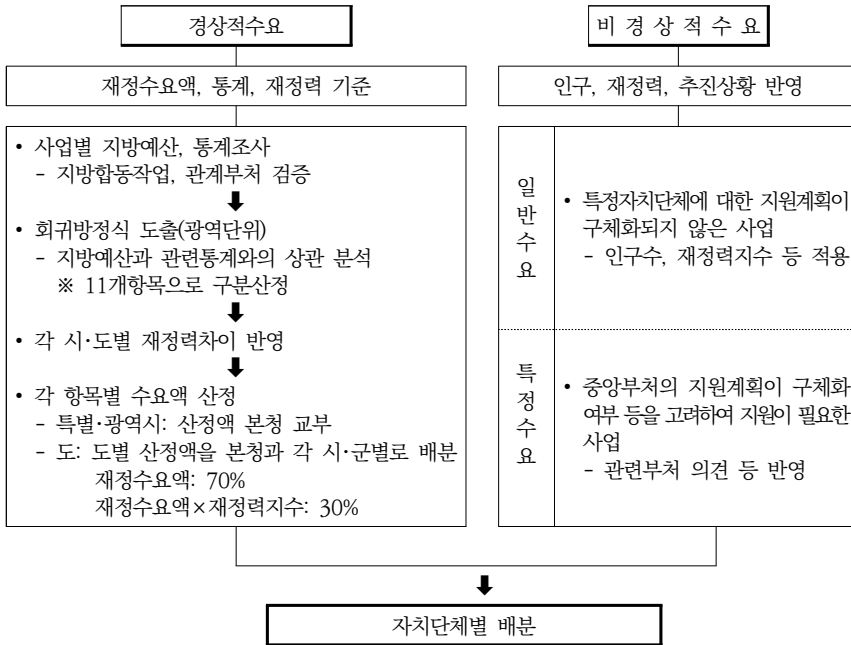 경상적수요
재정수요액, 통계, 재정력 기준
• 사업별 지방예산, 통계조사
- 지방합동작업, 관계부처 검증
• 회귀방정식 도출(광역단위)
- 지방예산과 관련통계와의 상관 분석
※ 11개항목으로 구분산정
• 각 시·도별 재정력차이 반영
• 각 항목별 수요액 산정
- 특별·광역시: 산정액 본청 교부
- 도: 도별 산정액을 본청과 각 시·군별로 배분
재정수요액: 70%
재정수요액×재정력지수: 30%
비 경 상 적 수 요
인구, 재정력, 추진상황 반영
일
반
수
요
• 특정자치단체에 대한 지원계획이
구체화되지 않은 사업
- 인구수, 재정력지수 등 적용
특
정
수
요
• 중앙부처의 지원계획이 구체화
여부 등을 고려하여 지원이 필요한
사업
- 관련부처 의견 등 반영
자치단체별 배분